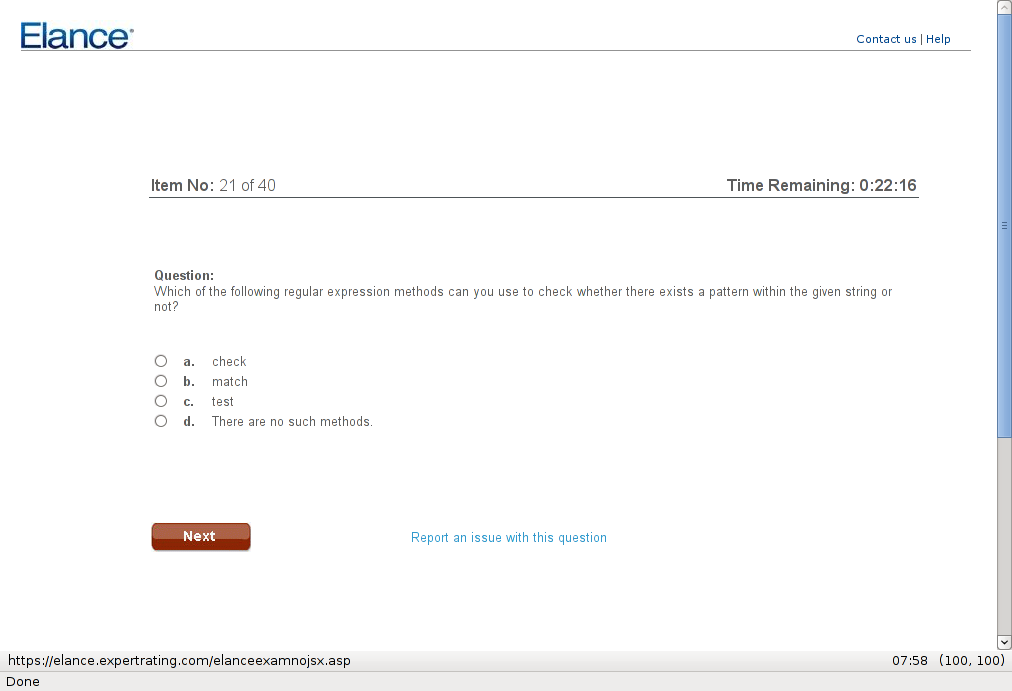 Elance
Contact us | Help
Item No: 21 of 40
Time Remaining: 0:22:16
Question:
Which of the following regular expression methods can you use to check whether there exists a pattern within the given string or
not?
a. check
b. match
c. test
d. There are no such methods.
Next
Report an issue with this question
https://elance.expertrating.com/elanceexamnojsx.asp
07:58 (100, 100)
Done